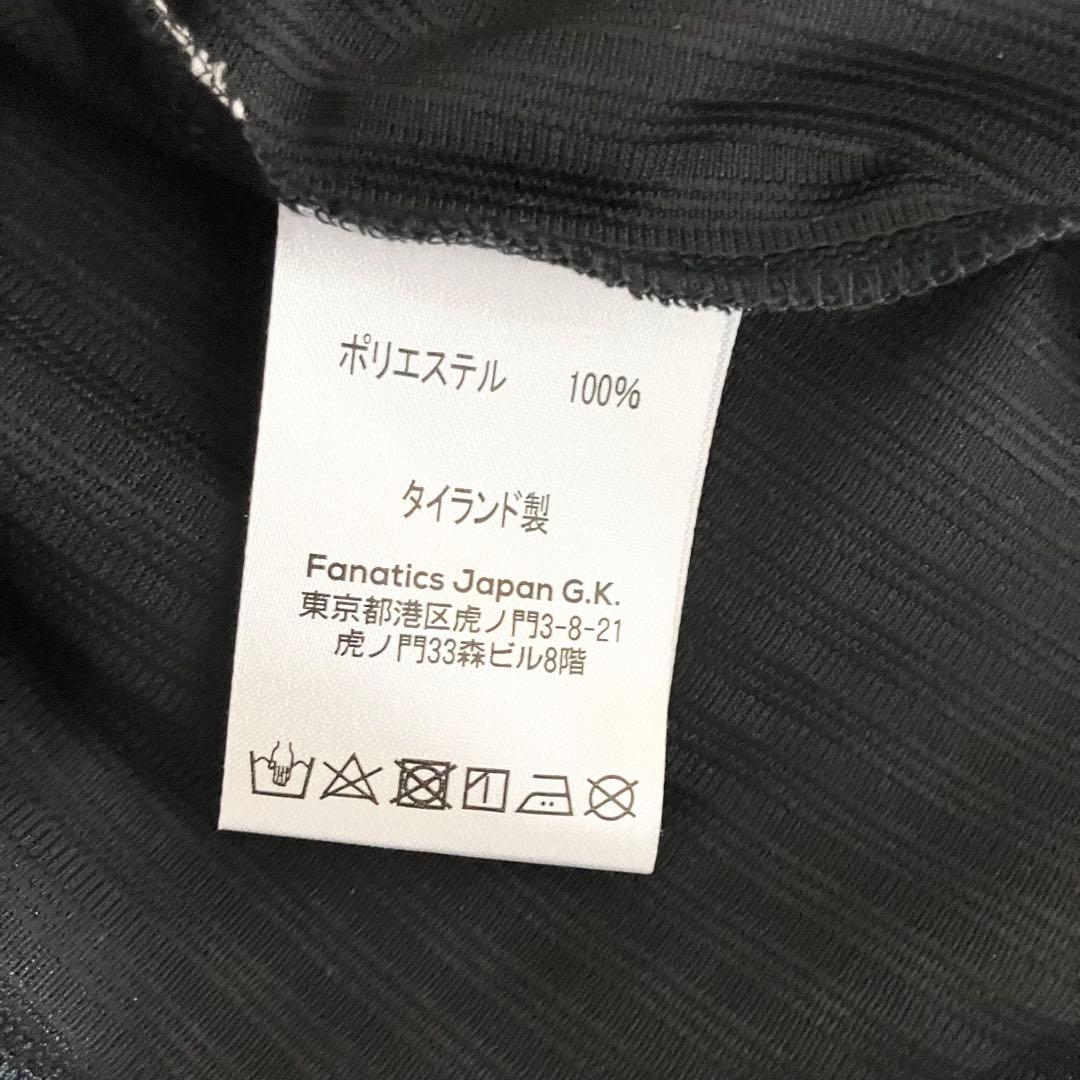 ポリエステル 100%
タイランド製
Fanatics Japan G.K.
東京都港区虎ノ門3-8-21
虎ノ門33森ビル8階